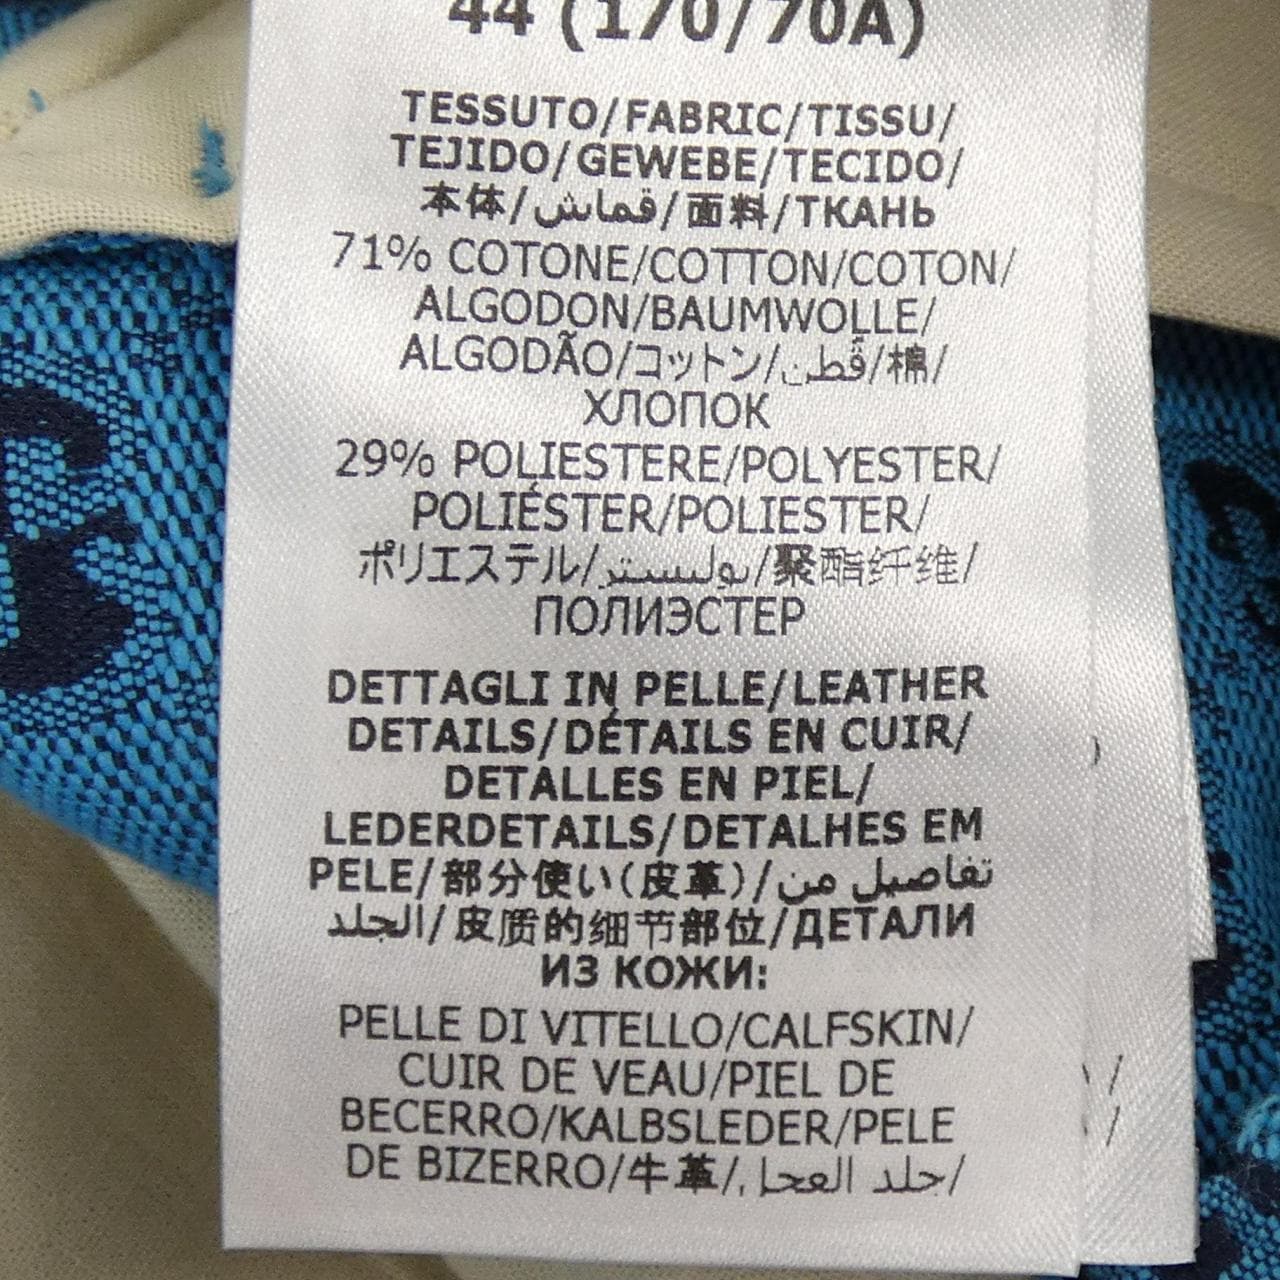 44 (170/70A)
TESSUTO/FABRIC/TISSU/
TEJIDO/GEWEBE/TECIDO/
本体/قماش/面料/ТКАНЬ
71% COTONE/COTTON/COTON/
ALGODON/BAUMWOLLE/
ALGODÃO/コットン/قطن/棉/
ХЛОПОК
29% POLIESTERE/POLYESTER/
POLIÉSTER/POLIESTER/
ポリエステル/بوليستر/聚酯纤维/
ПОЛИЭСТЕР
DETTAGLI IN PELLE/LEATHER
DETAILS/DÉTAILS EN CUIR/
DETALLES EN PIEL/
LEDERDETAILS/DETALHES EM
PELE/部分使い(皮革)/تفاصيل من
الجلد/皮质的细节部位/ДЕТАЛИ
ИЗ КОЖИ:
PELLE DI VITELLO/CALFSKIN/
CUIR DE VEAU/PIEL DE
BECERRO/KALBSLEDER/PELE
DE BIZERRO/牛革/جلد العجل/